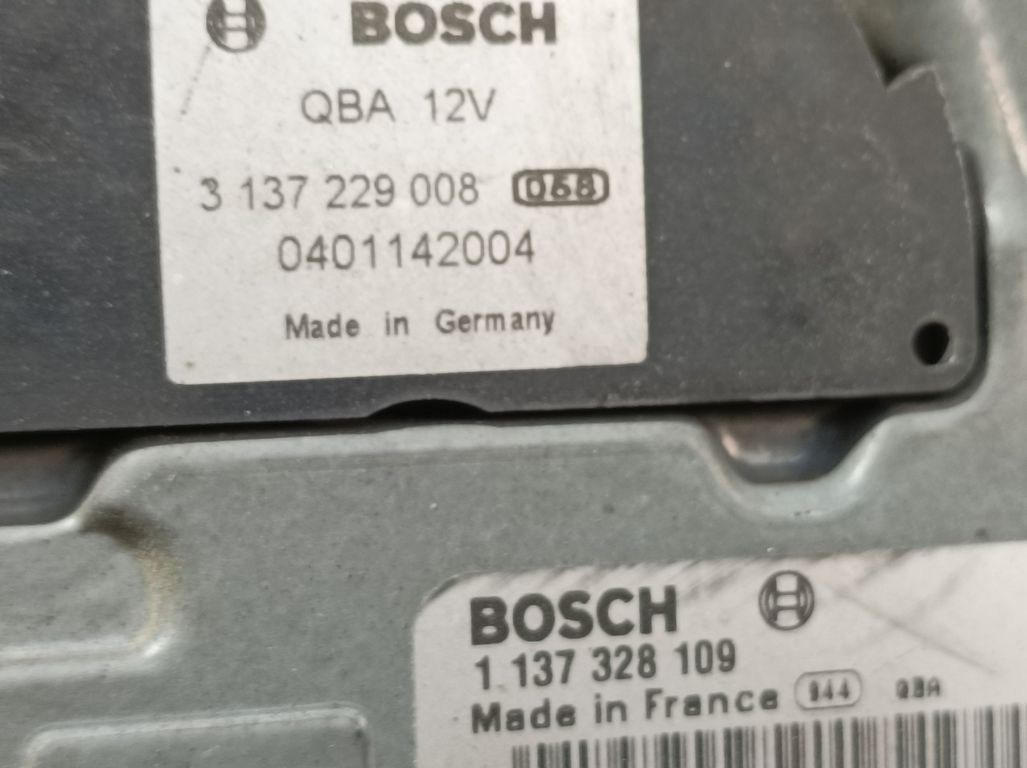 BOSCH
QBA 12V
3 137 229 008 068
0401142004
Made in Germany
BOSCH
1 137 328 109
Made in France 944 QBA